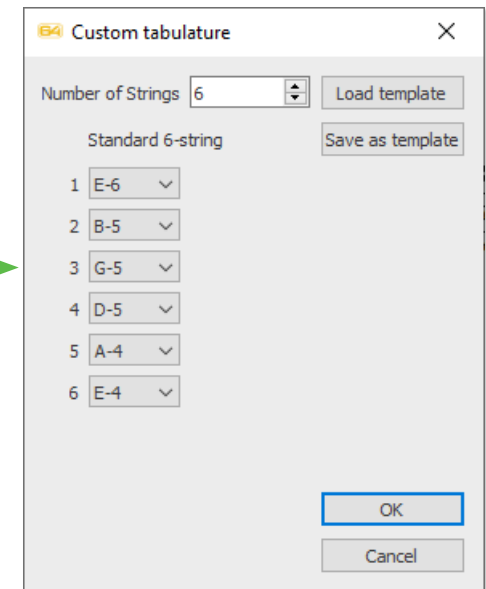 64 Custom tabulature
Number of Strings 6 Load template
Standard 6-string Save as template
1 E-6
2 B-5
3 G-5
4 D-5
5 A-4
6 E-4
OK
Cancel